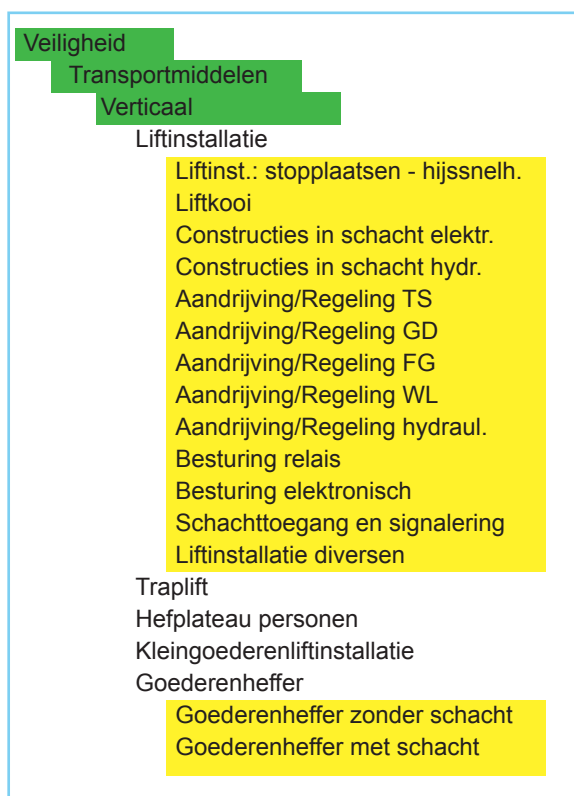 Veiligheid
Transportmiddelen
Verticaal
Liftinstallatie
Liftinst.: stopplaatsen - hijssnelh.
Liftkooi
Constructies in schacht elektr.
Constructies in schacht hydr.
Aandrijving/Regeling TS
Aandrijving/Regeling GD
Aandrijving/Regeling FG
Aandrijving/Regeling WL
Aandrijving/Regeling hydraul.
Besturing relais
Besturing elektronisch
Schachttoegang en signalering
Liftinstallatie diversen
Traplift
Hefplateau personen
Kleingoederenliftinstallatie
Goederenheffer
Goederenheffer zonder schacht
Goederenheffer met schacht